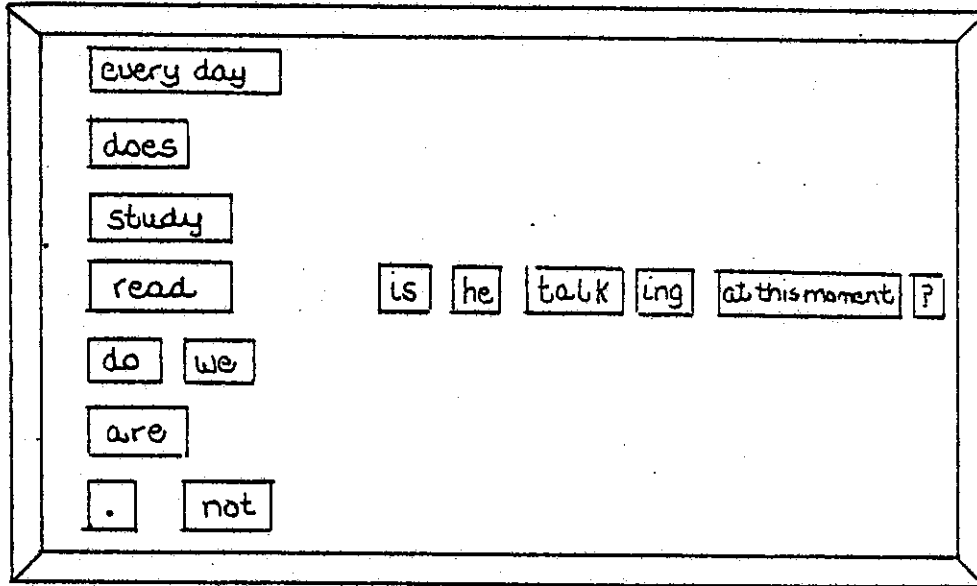 every day
does
study
read is he talk ing at this moment ?
do we
are
. not